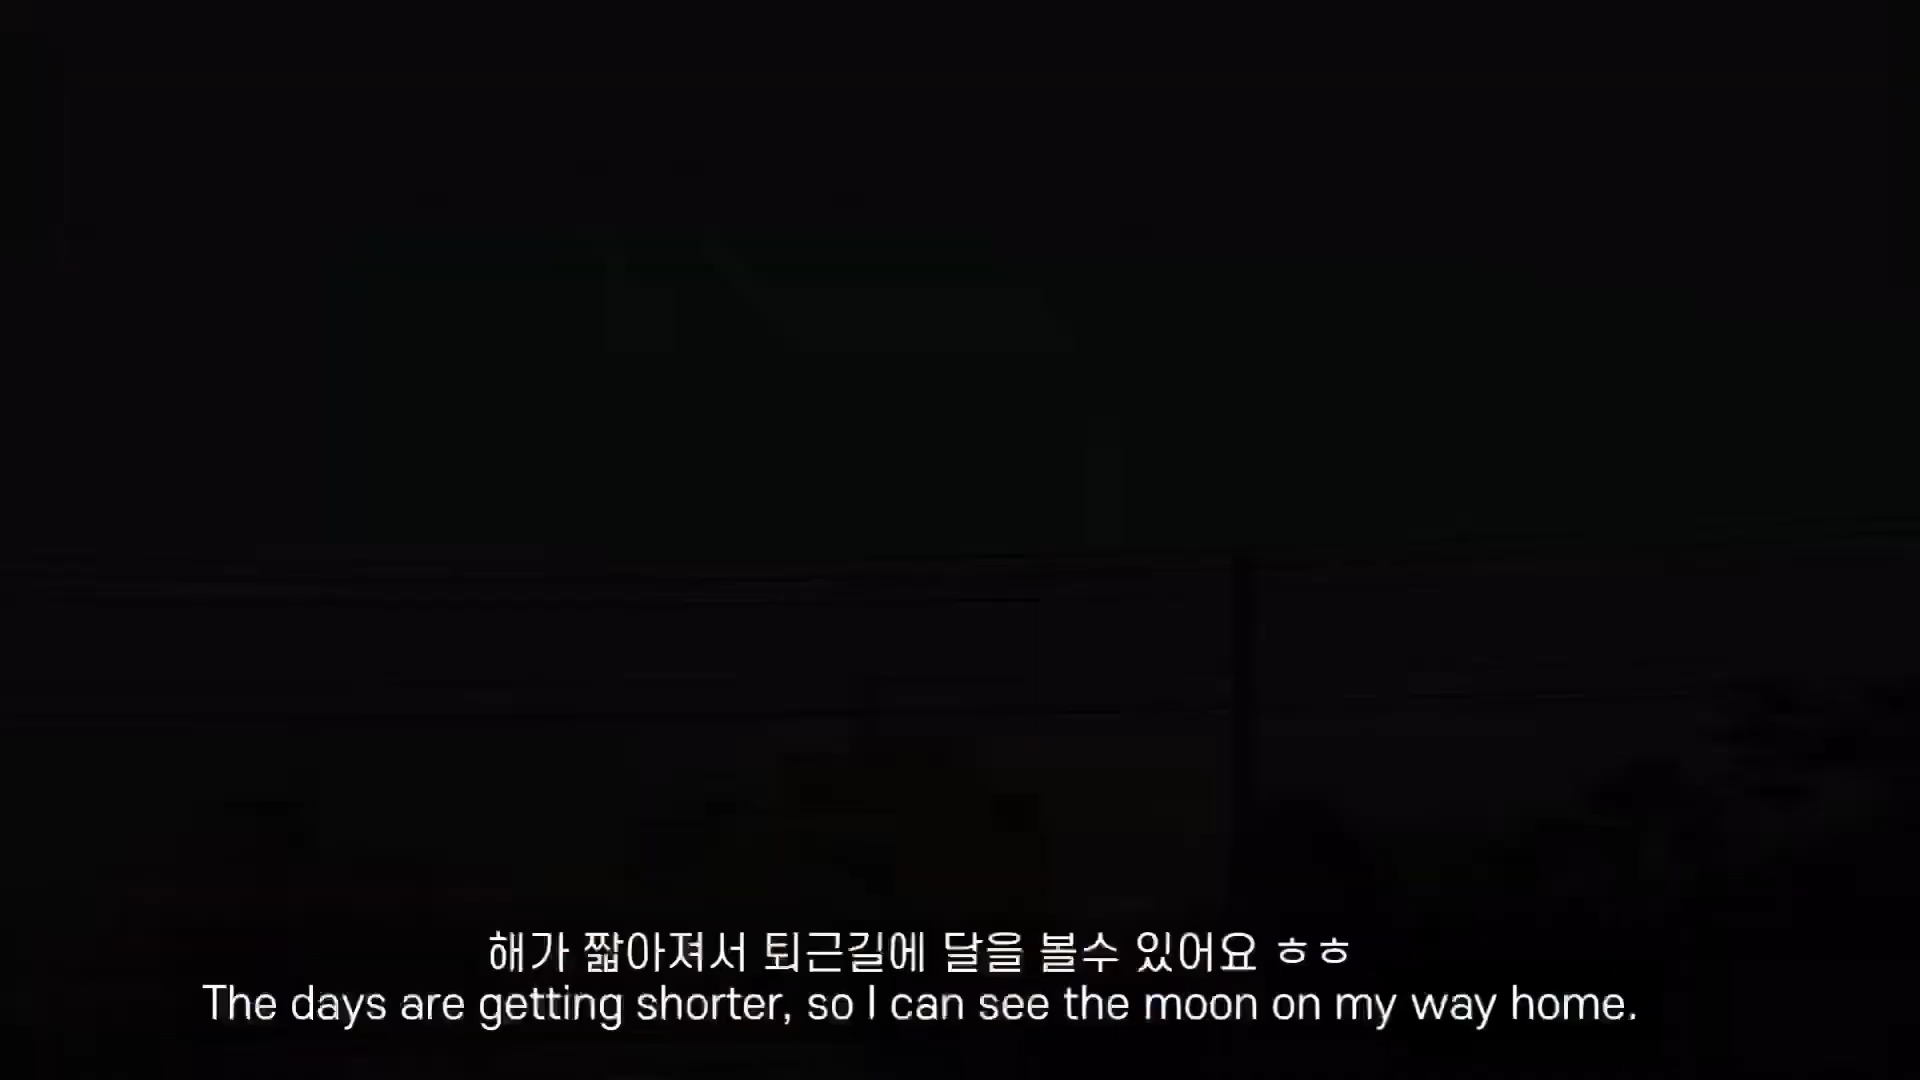 해가 짧아져서 퇴근길에 달을 볼수 있어요 ㅎㅎ
The days are getting shorter, so I can see the moon on my way home.